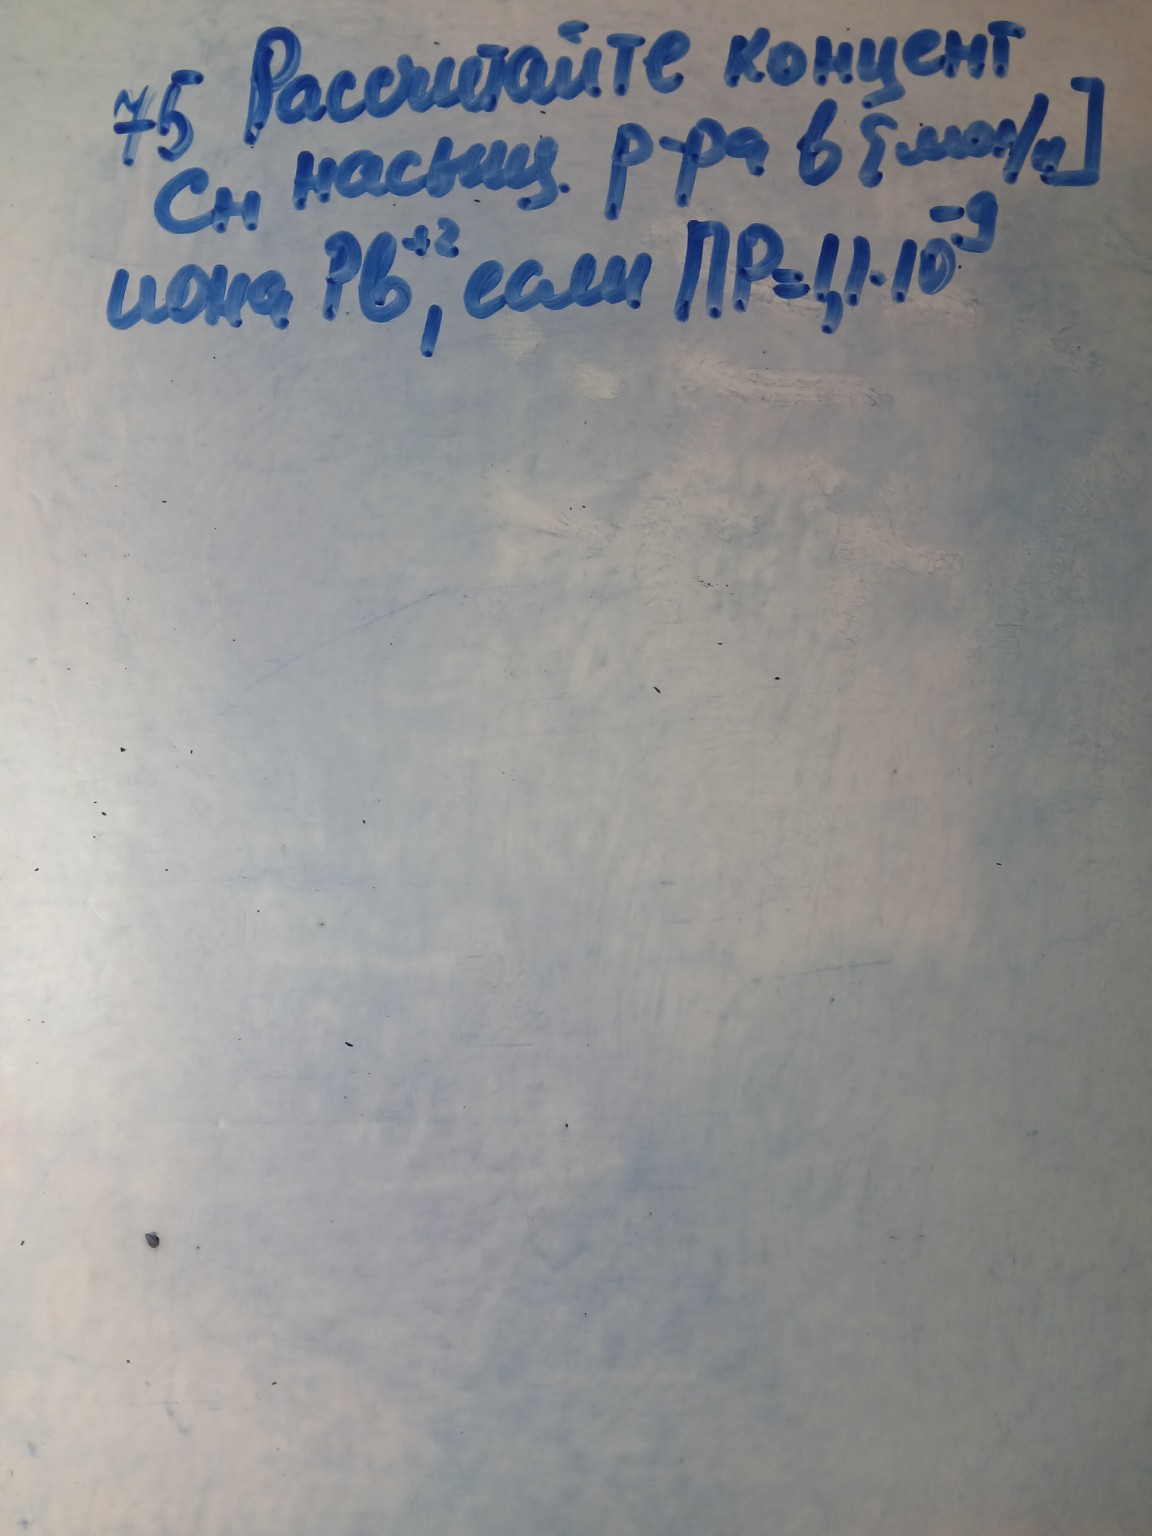 75 Рассчитайте концент
Сн насыщ. р-ра в [моль/л]
иона Pb⁺², если ПР=1,1·10⁻⁹